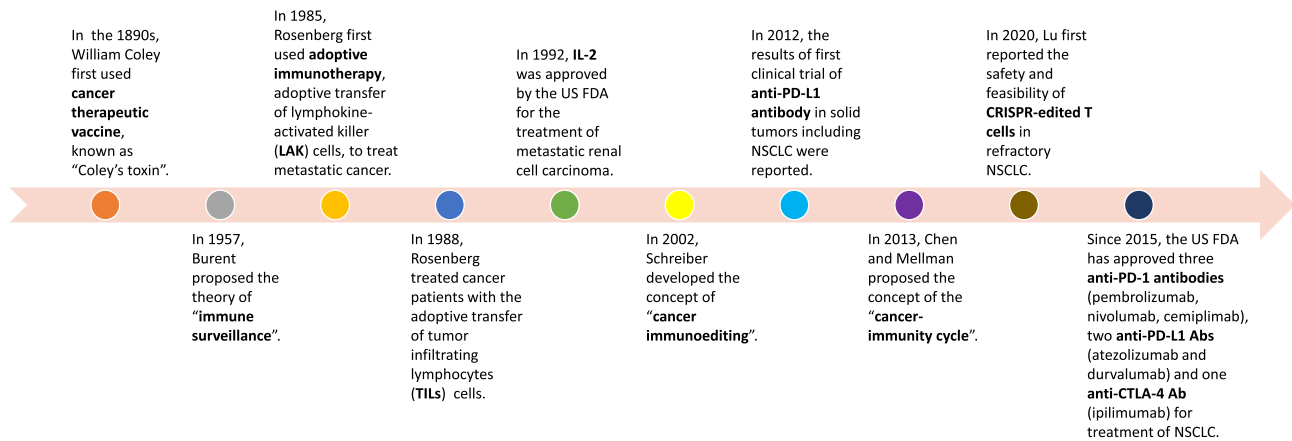 In  the 1890s,
William Coley
first used
cancer
therapeutic
vaccine,
known as
“Coley’s toxin”.
In 1957,
Burent
proposed the
theory of
“immune
surveillance”.
In 1985,
Rosenberg first
used adoptive
immunotherapy,
adoptive transfer
of lymphokine-
activated killer
(LAK) cells, to treat
metastatic cancer.
In 1988,
Rosenberg
treated cancer
patients with the
adoptive transfer
of tumor
infiltrating
lymphocytes
(TILs)  cells.
In 1992, IL-2
was approved
by the US FDA
for the
treatment of
metastatic renal
cell carcinoma.
In 2002,
Schreiber
developed the
concept of
“cancer
immunoediting”.
In 2012, the
results of first
clinical trial of
anti-PD-L1
antibody in solid
tumors including
NSCLC were
reported.
In 2013, Chen
and Mellman
proposed the
concept of the
“cancer-
immunity cycle”.
In 2020, Lu first
reported the
safety and
feasibility of
CRISPR-edited T
cells in
refractory
NSCLC.
Since 2015, the US FDA
has approved three
anti-PD-1 antibodies
(pembrolizumab,
nivolumab, cemiplimab),
two anti-PD-L1 Abs
(atezolizumab and
durvalumab) and one
anti-CTLA-4 Ab
(ipilimumab) for
treatment of NSCLC.